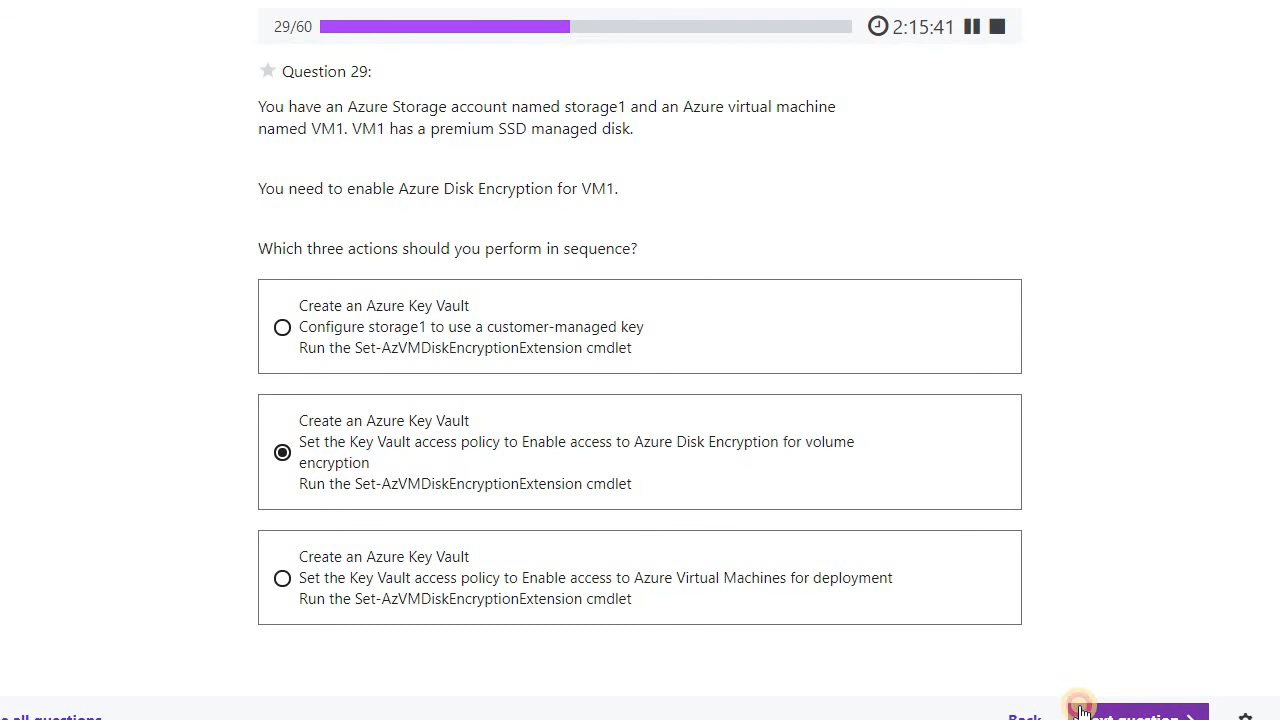 29/60
2:15:41
Question 29:
You have an Azure Storage account named storage1 and an Azure virtual machine
named VM1. VM1 has a premium SSD managed disk.
You need to enable Azure Disk Encryption for VM1.
Which three actions should you perform in sequence?
Create an Azure Key Vault
Configure storage1 to use a customer-managed key
Run the Set-AzVMDiskEncryptionExtension cmdlet
Create an Azure Key Vault
Set the Key Vault access policy to Enable access to Azure Disk Encryption for volume
encryption
Run the Set-AzVMDiskEncryptionExtension cmdlet
Create an Azure Key Vault
Set the Key Vault access policy to Enable access to Azure Virtual Machines for deployment
Run the Set-AzVMDiskEncryptionExtension cmdlet
all questions
Back
question